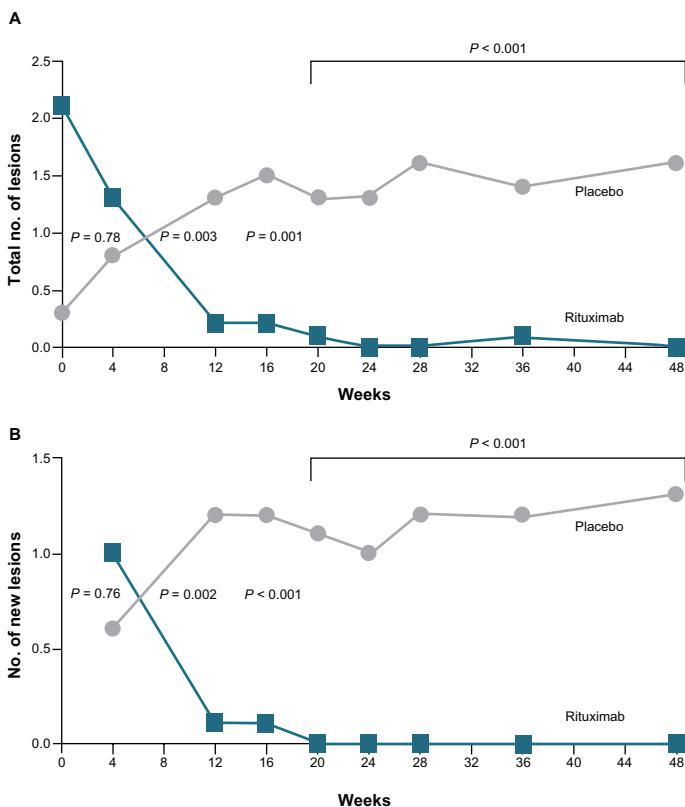 A
P < 0.001
Total no. of lesions
2.5
2.0
1.5
1.0
0.5
0.0
Placebo
P = 0.78 P = 0.003 P = 0.001
Rituximab
0 4 8 12 16 20 24 28 32 36 40 44 48
Weeks
B
P < 0.001
No. of new lesions
1.5
1.0
0.5
0.0
Placebo
P = 0.76 P = 0.002 P < 0.001
Rituximab
0 4 8 12 16 20 24 28 32 36 40 44 48
Weeks